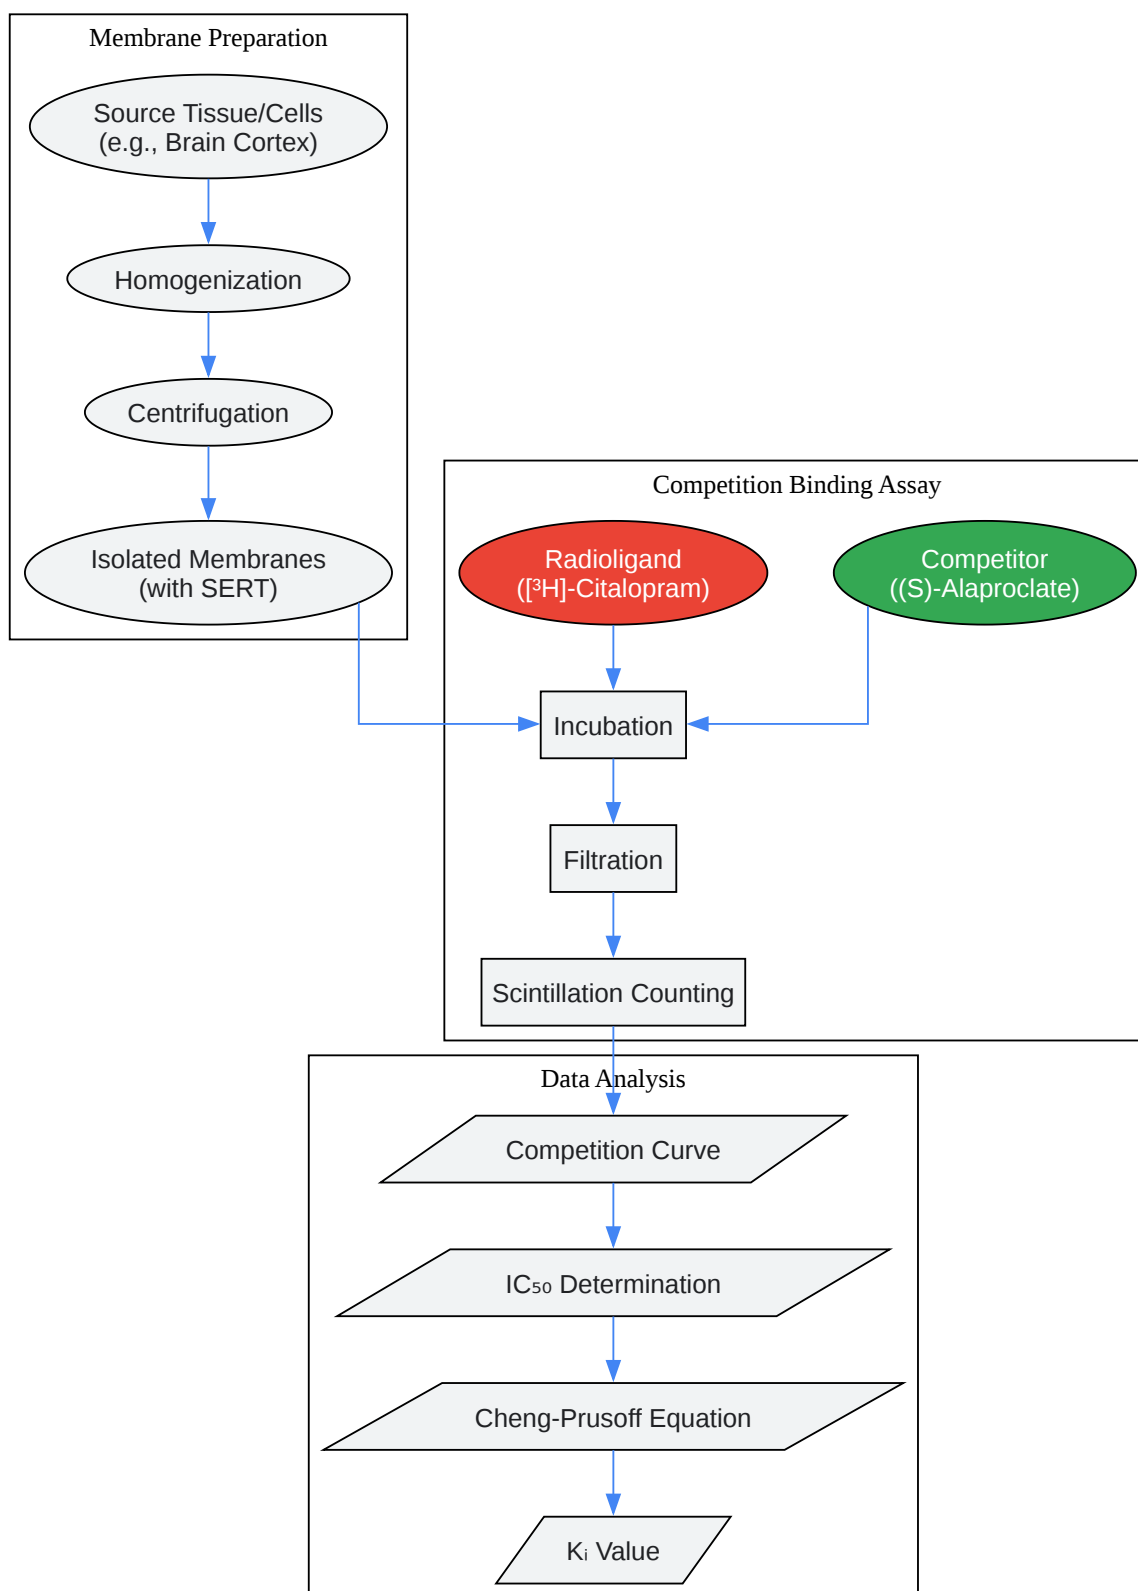 Membrane Preparation
Source Tissue/Cells
(e.g., Brain Cortex)
Homogenization
Centrifugation
Isolated Membranes
(with SERT)
Competition Binding Assay
Radioligand
([³H]-Citalopram)
Competitor
((S)-Alaproclate)
Incubation
Filtration
Scintillation Counting
Data Analysis
Competition Curve
IC₅₀ Determination
Cheng-Prusoff Equation
Kᵢ Value